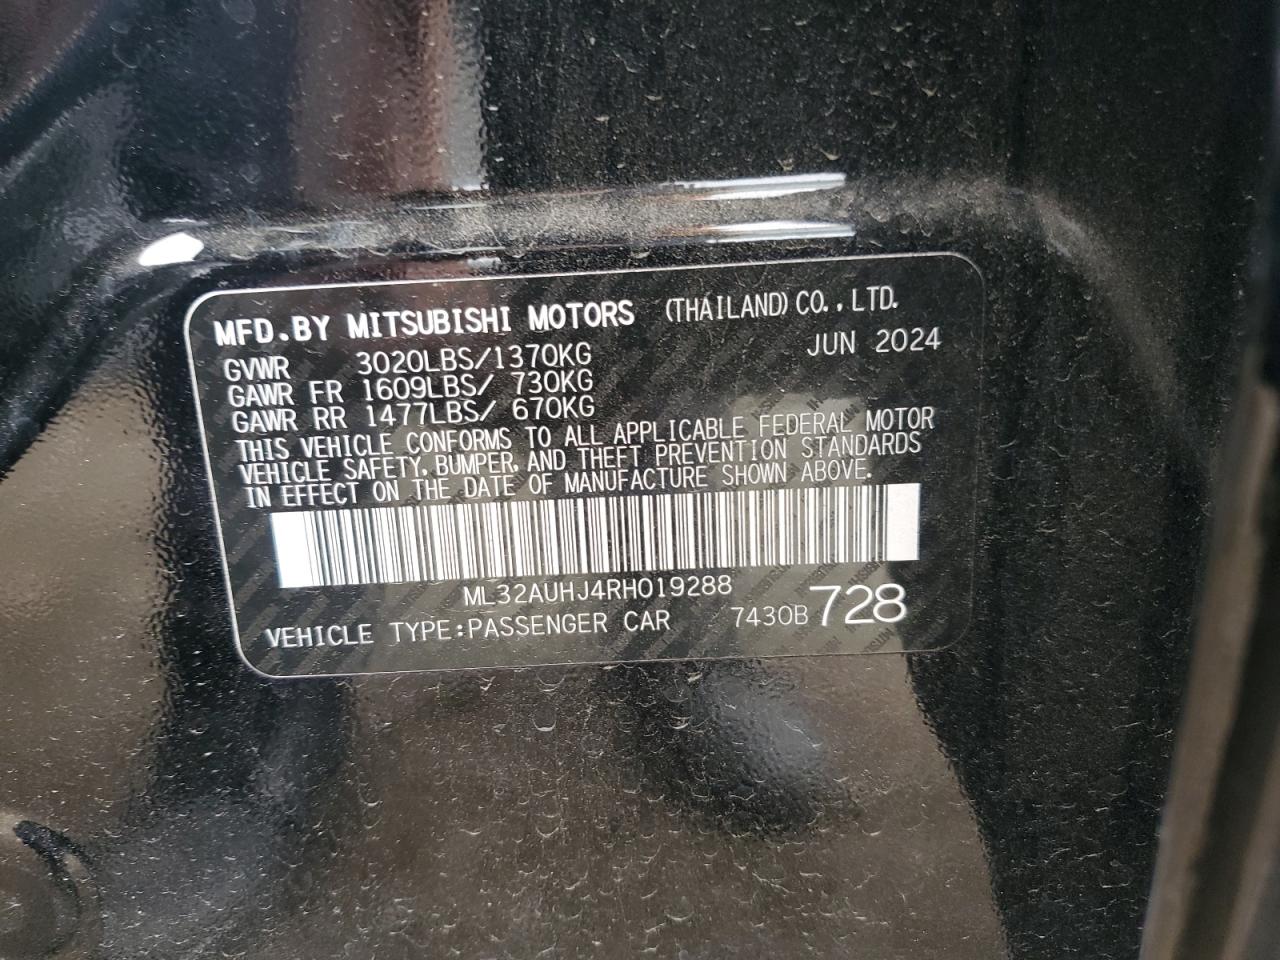 MFD.BY MITSUBISHI MOTORS (THAILAND) CO.,LTD.
GVWR 3020LBS/1370KG JUN 2024
GAWR FR 1609LBS/ 730KG
GAWR RR 1477LBS/ 670KG
THIS VEHICLE CONFORMS TO ALL APPLICABLE FEDERAL MOTOR
VEHICLE SAFETY, BUMPER, AND THEFT PREVENTION STANDARDS
IN EFFECT ON THE DATE OF MANUFACTURE SHOWN ABOVE.
ML32AUHJ4RH019288
VEHICLE TYPE:PASSENGER CAR 7430B728